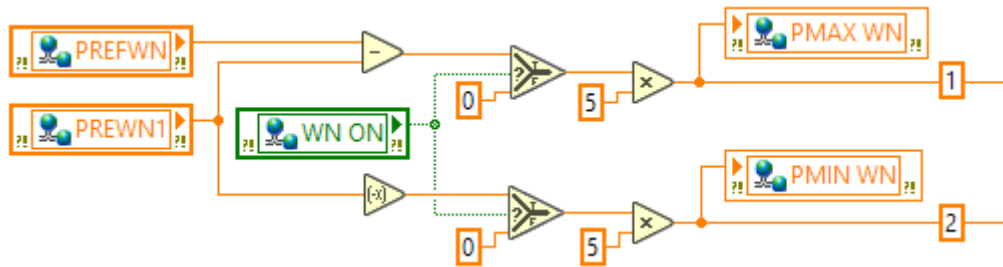 PREFWN
PMAX WN
0
5
1
PREWN1
WN ON
PMIN WN
(-x)
0
5
2